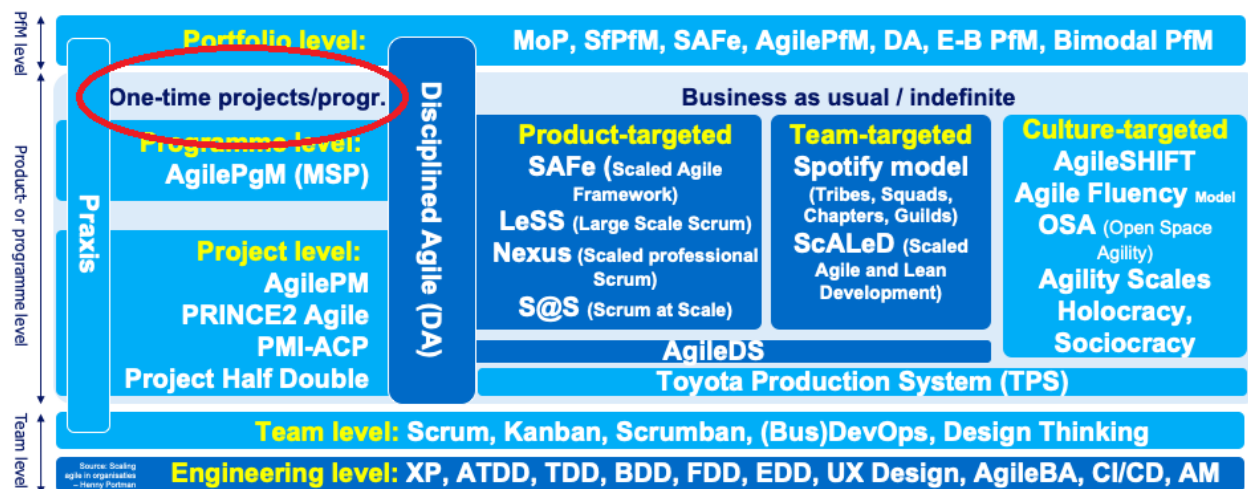 PfM level
Portfolio level:
MoP, SfPfM, SAFe, AgilePfM, DA, E-B PfM, Bimodal PfM
Product- or programme level
One-time projects/progr.
Business as usual / indefinite
Praxis
Programme level:
AgilePgM (MSP)
Project level:
AgilePM
PRINCE2 Agile
PMI-ACP
Project Half Double
Disciplined Agile (DA)
Product-targeted
SAFe (Scaled Agile
Framework)
LeSS (Large Scale Scrum)
Nexus (Scaled professional
Scrum)
S@S (Scrum at Scale)
Team-targeted
Spotify model
(Tribes, Squads,
Chapters, Guilds)
ScALeD (Scaled
Agile and Lean
Development)
Culture-targeted
AgileSHIFT
Agile Fluency Model
OSA (Open Space
Agility)
Agility Scales
Holocracy,
Sociocracy
AgileDS
Toyota Production System (TPS)
Team level
Team level: Scrum, Kanban, Scrumban, (Bus)DevOps, Design Thinking
Source: Scaling
agile in organisaties
– Henny Portman
Engineering level: XP, ATDD, TDD, BDD, FDD, EDD, UX Design, AgileBA, CI/CD, AM